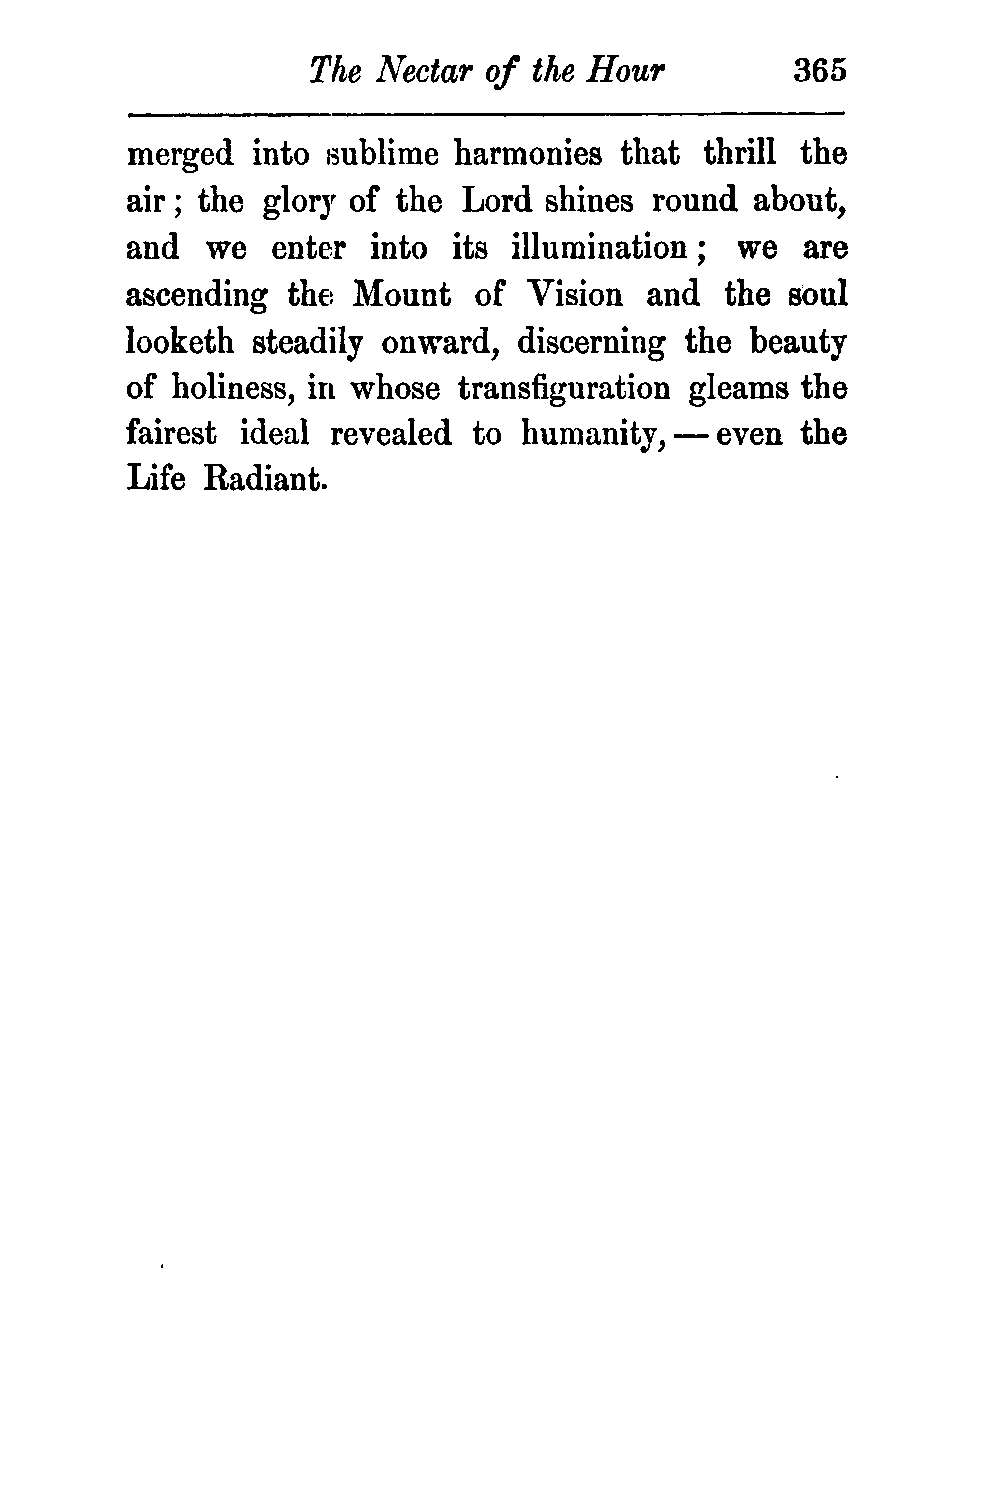 The Nectar of the Hour 365
merged into sublime harmonies that thrill the
air; the glory of the Lord shines round about,
and we enter into its illumination; we are
ascending the Mount of Vision and the soul
looketh steadily onward, discerning the beauty
of holiness, in whose transfiguration gleams the
fairest ideal revealed to humanity, — even the
Life Radiant.